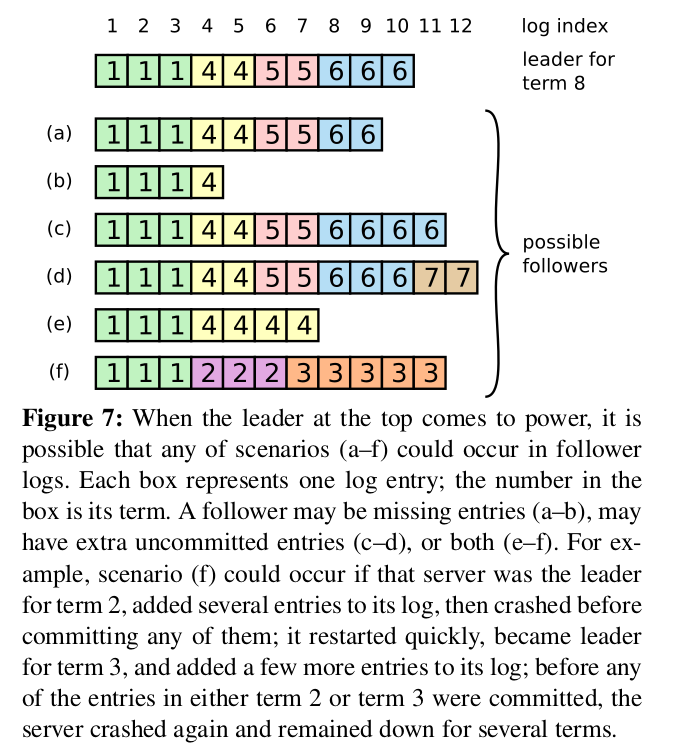 1 2 3 4 5 6 7 8 9 10 11 12 log index
1 1 1 4 4 5 5 6 6 6 leader for
term 8
(a) 1 1 1 4 4 5 5 6 6
(b) 1 1 1 4
(c) 1 1 1 4 4 5 5 6 6 6 6
(d) 1 1 1 4 4 5 5 6 6 6 7 7
(e) 1 1 1 4 4 4 4
(f) 1 1 1 2 2 2 3 3 3 3 3
possible
followers
Figure 7: When the leader at the top comes to power, it is
possible that any of scenarios (a–f) could occur in follower
logs. Each box represents one log entry; the number in the
box is its term. A follower may be missing entries (a–b), may
have extra uncommitted entries (c–d), or both (e–f). For ex-
ample, scenario (f) could occur if that server was the leader
for term 2, added several entries to its log, then crashed before
committing any of them; it restarted quickly, became leader
for term 3, and added a few more entries to its log; before any
of the entries in either term 2 or term 3 were committed, the
server crashed again and remained down for several terms.